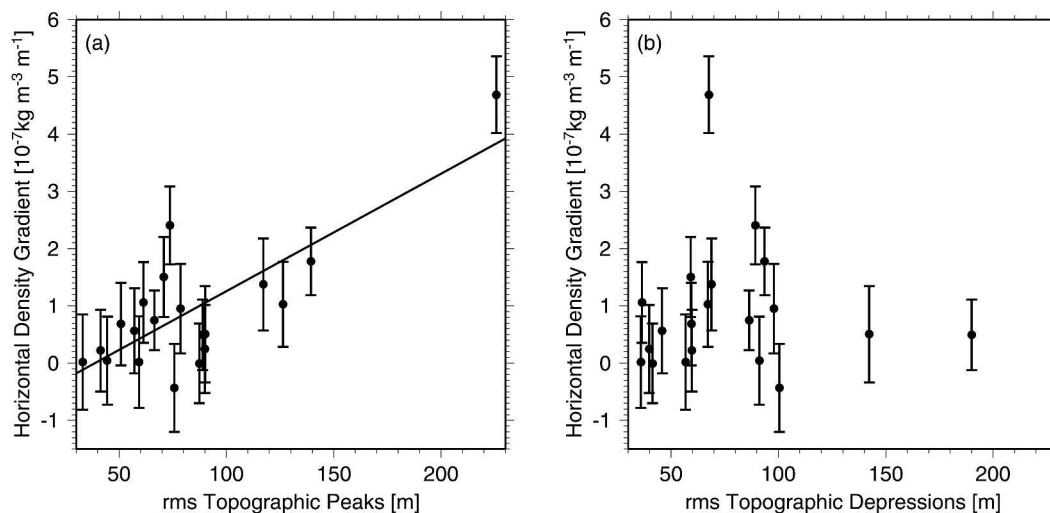 (a)
Horizontal Density Gradient [10⁻⁷kg m⁻³ m⁻¹]
6
5
4
3
2
1
0
-1
50 100 150 200
rms Topographic Peaks [m]
(b)
Horizontal Density Gradient [10⁻⁷kg m⁻³ m⁻¹]
6
5
4
3
2
1
0
-1
50 100 150 200
rms Topographic Depressions [m]